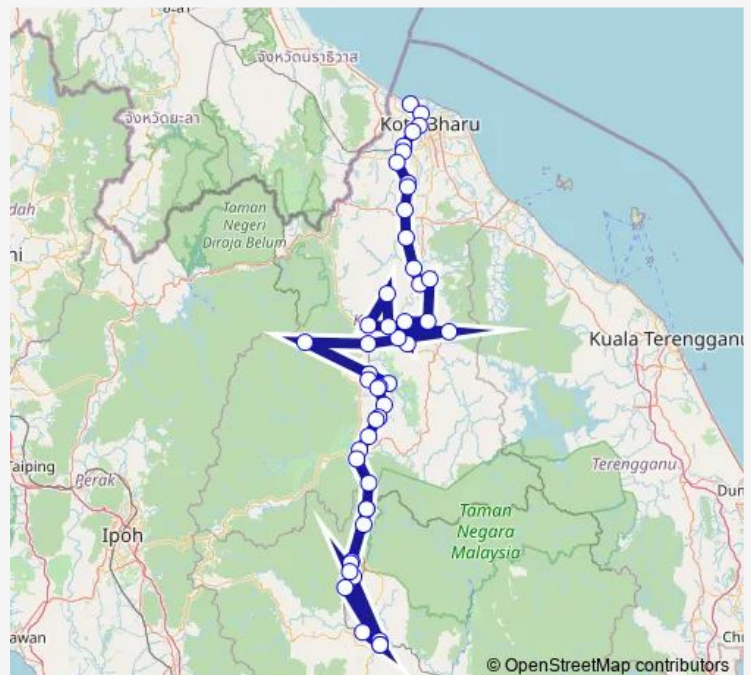 จังหวัดนราธิวาส
จังหวัดยะลา
Kota Bharu
Taman
Negeri
Diraja Belum
Kuala Terengganu
Taiping
Perak
Terengganu
Ipoh
Taman
Negara
Malaysia
© OpenStreetMap contributors